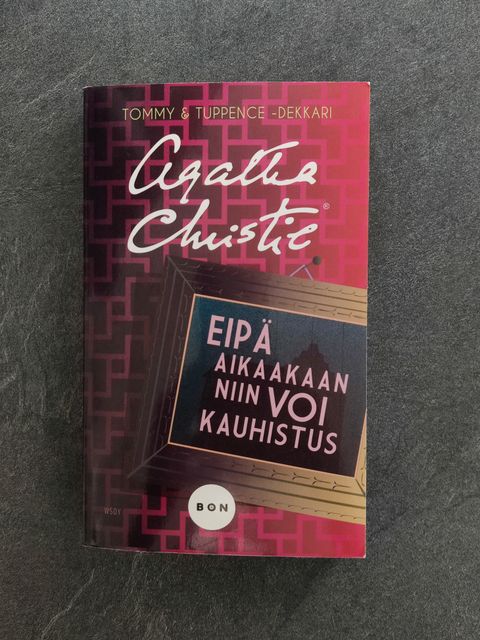 TOMMY & TUPPENCE -DEKKARI
Agatha
Christie®
EIPÄ
AIKAAKAAN
NIIN VOI
KAUHISTUS
WSOY
BON